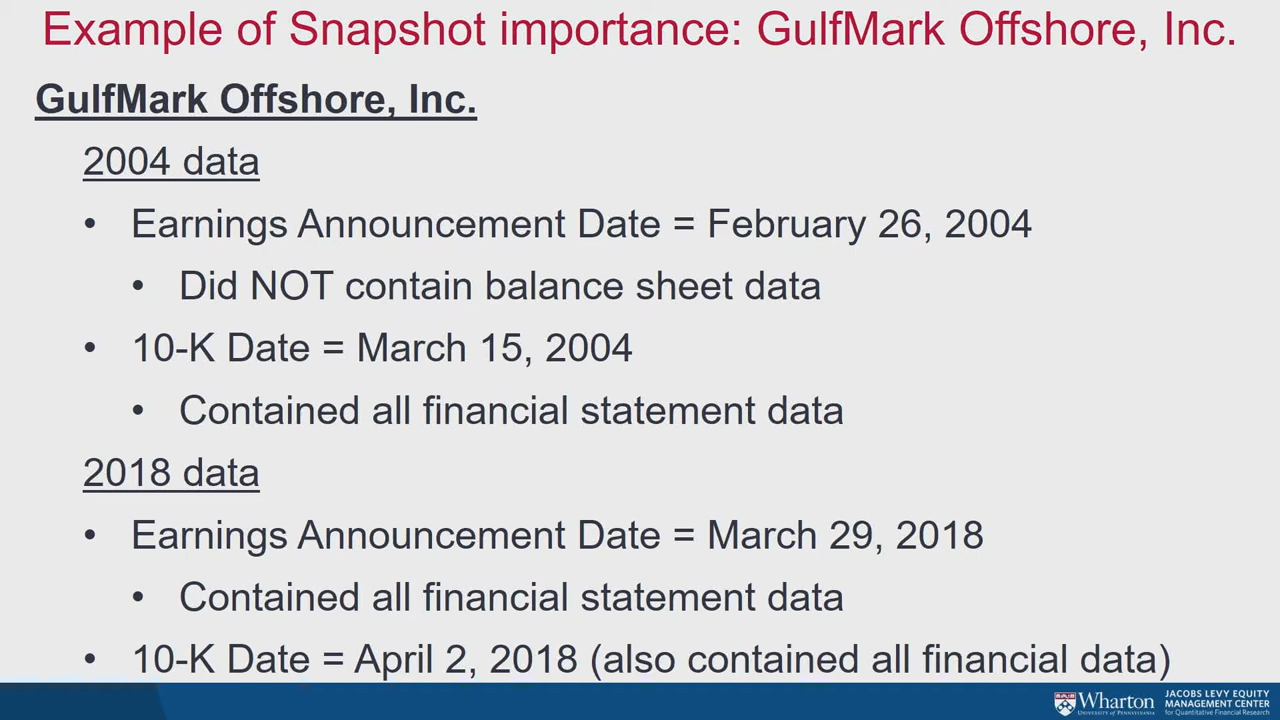 Example of Snapshot importance: GulfMark Offshore, Inc.
GulfMark Offshore, Inc.
2004 data
• Earnings Announcement Date = February 26, 2004
• Did NOT contain balance sheet data
• 10-K Date = March 15, 2004
• Contained all financial statement data
2018 data
• Earnings Announcement Date = March 29, 2018
• Contained all financial statement data
• 10-K Date = April 2, 2018 (also contained all financial data)
Wharton
UNIVERSITY of PENNSYLVANIA
JACOBS LEVY EQUITY
MANAGEMENT CENTER
for Quantitative Financial Research